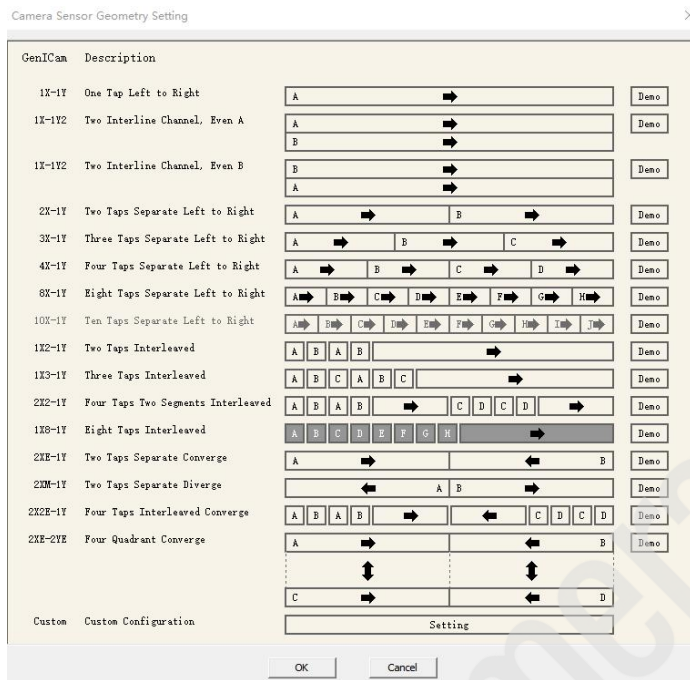 Camera Sensor Geometry Setting
GenICam Description
1X-1Y One Tap Left to Right A Demo
1X-1Y2 Two Interline Channel, Even A A Demo
B
1X-1Y2 Two Interline Channel, Even B B Demo
A
2X-1Y Two Taps Separate Left to Right A B Demo
3X-1Y Three Taps Separate Left to Right A B C Demo
4X-1Y Four Taps Separate Left to Right A B C D Demo
8X-1Y Eight Taps Separate Left to Right A B C D E F G H Demo
10X-1Y Ten Taps Separate Left to Right A B C D E F G H I J Demo
1X2-1Y Two Taps Interleaved A B A B Demo
1X3-1Y Three Taps Interleaved A B C A B C Demo
2X2-1Y Four Taps Two Segments Interleaved A B A B C D C D Demo
1X8-1Y Eight Taps Interleaved A B C D E F G H Demo
2XE-1Y Two Taps Separate Converge A B Demo
2XM-1Y Two Taps Separate Diverge A B Demo
2X2E-1Y Four Taps Interleaved Converge A B A B C D C D Demo
2XE-2YE Four Quadrant Converge A B Demo
C D
Custom Custom Configuration Setting
OK Cancel